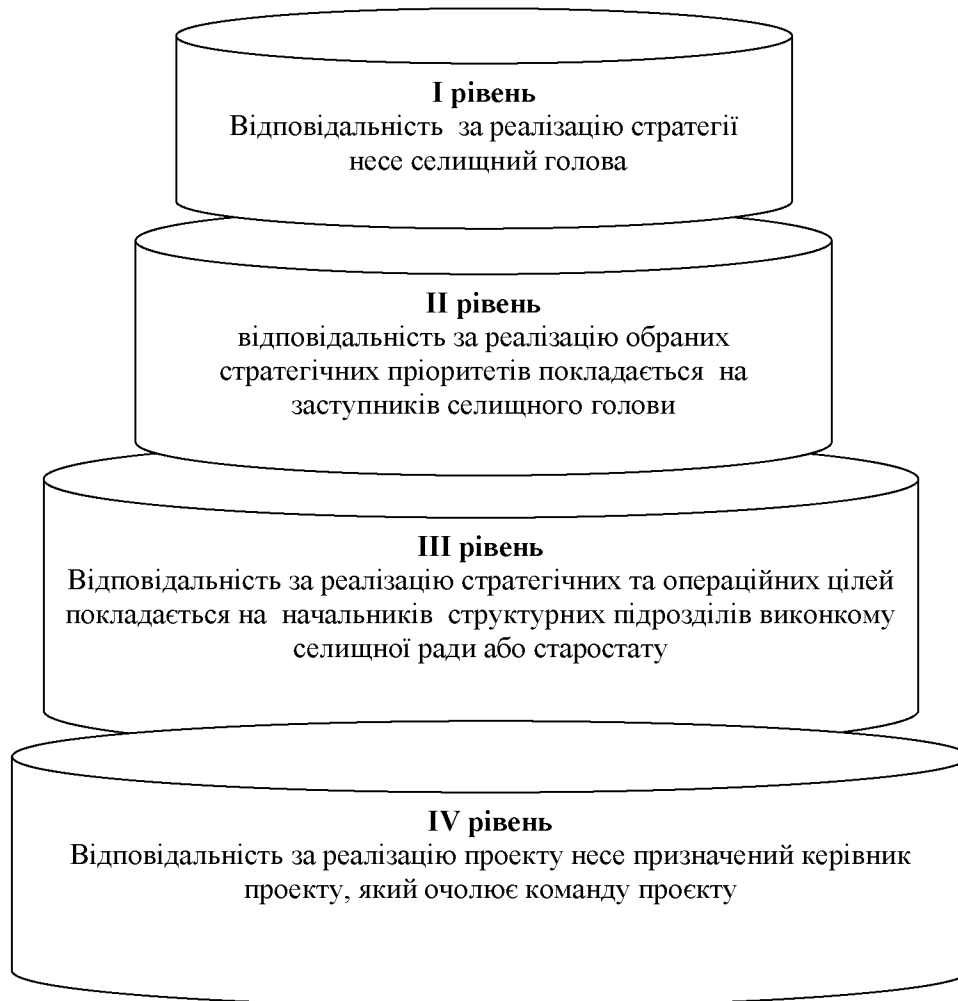 І рівень
Відповідальність за реалізацію стратегії
несе селищний голова
ІІ рівень
відповідальність за реалізацію обраних
стратегічних пріоритетів покладається на
заступників селищного голови
ІІІ рівень
Відповідальність за реалізацію стратегічних та операційних цілей
покладається на начальників структурних підрозділів виконкому
селищної ради або старостату
IV рівень
Відповідальність за реалізацію проекту несе призначений керівник
проекту, який очолює команду проєкту